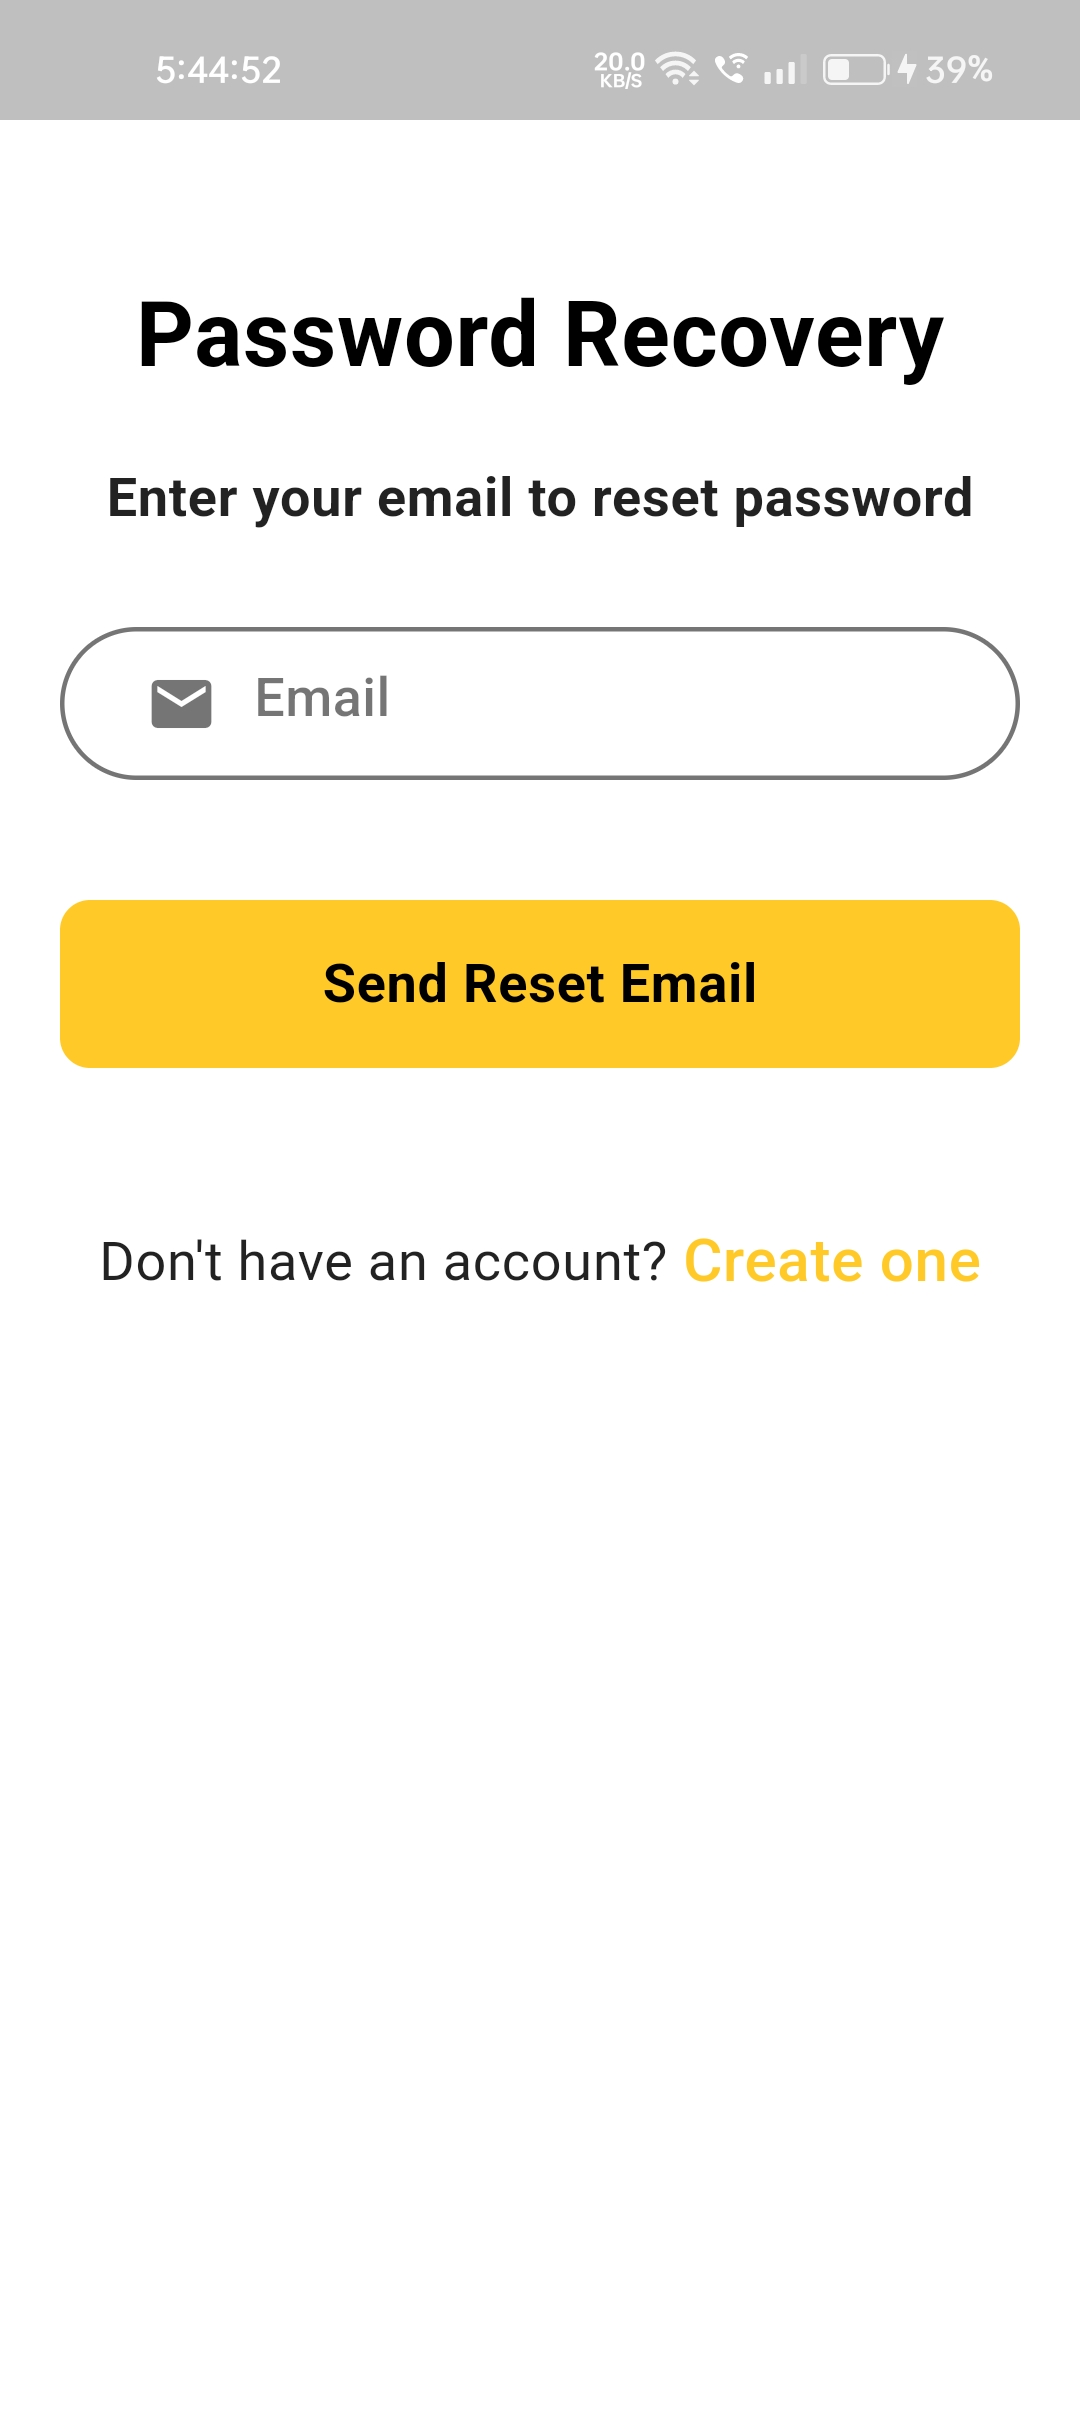 5:44:52 20.0 KB/S 39%
Password Recovery
Enter your email to reset password
Email
Send Reset Email
Don't have an account? Create one